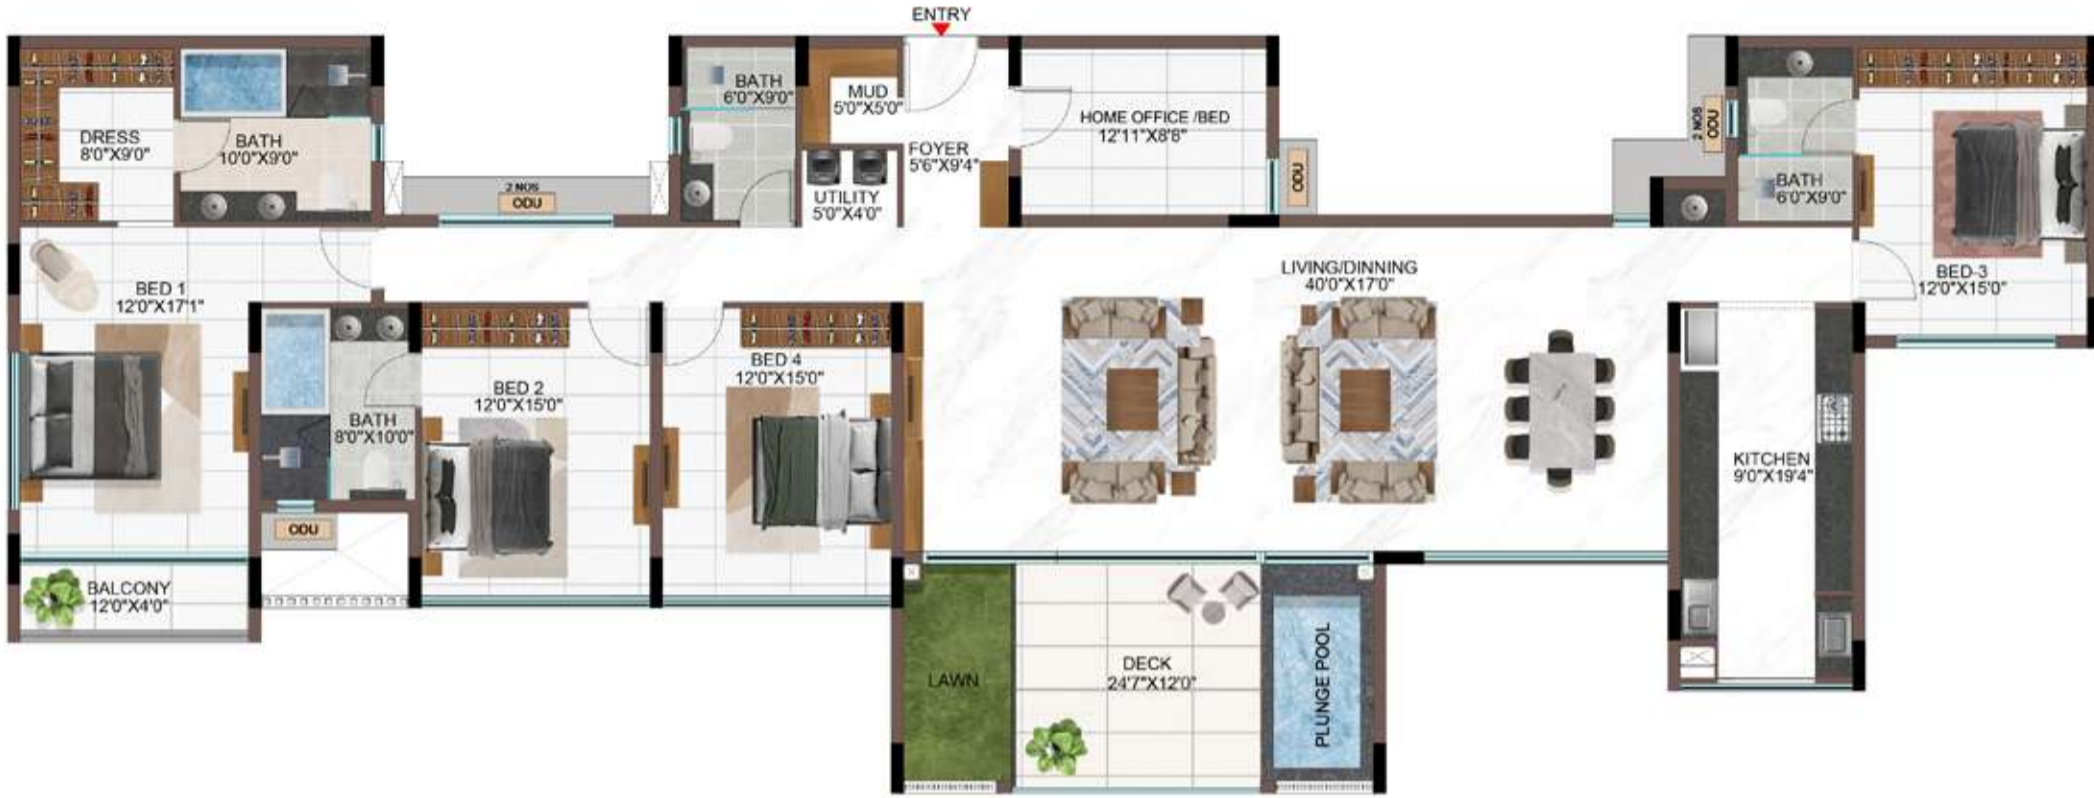 ENTRY
DRESS
8'0"X9'0"
BATH
10'0"X9'0"
2 NOS
ODU
BATH
6'0"X9'0"
MUD
5'0"X5'0"
UTILITY
5'0"X4'0"
FOYER
5'6"X9'4"
HOME OFFICE /BED
12'11"X8'8"
ODU
2 NOS
ODU
BATH
6'0"X9'0"
BED-3
12'0"X15'0"
BED 1
12'0"X17'1"
BATH
8'0"X10'0"
ODU
BED 2
12'0"X15'0"
BED 4
12'0"X15'0"
LIVING/DINNING
40'0"X17'0"
KITCHEN
9'0"X19'4"
BALCONY
12'0"X4'0"
LAWN
DECK
24'7"X12'0"
PLUNGE POOL